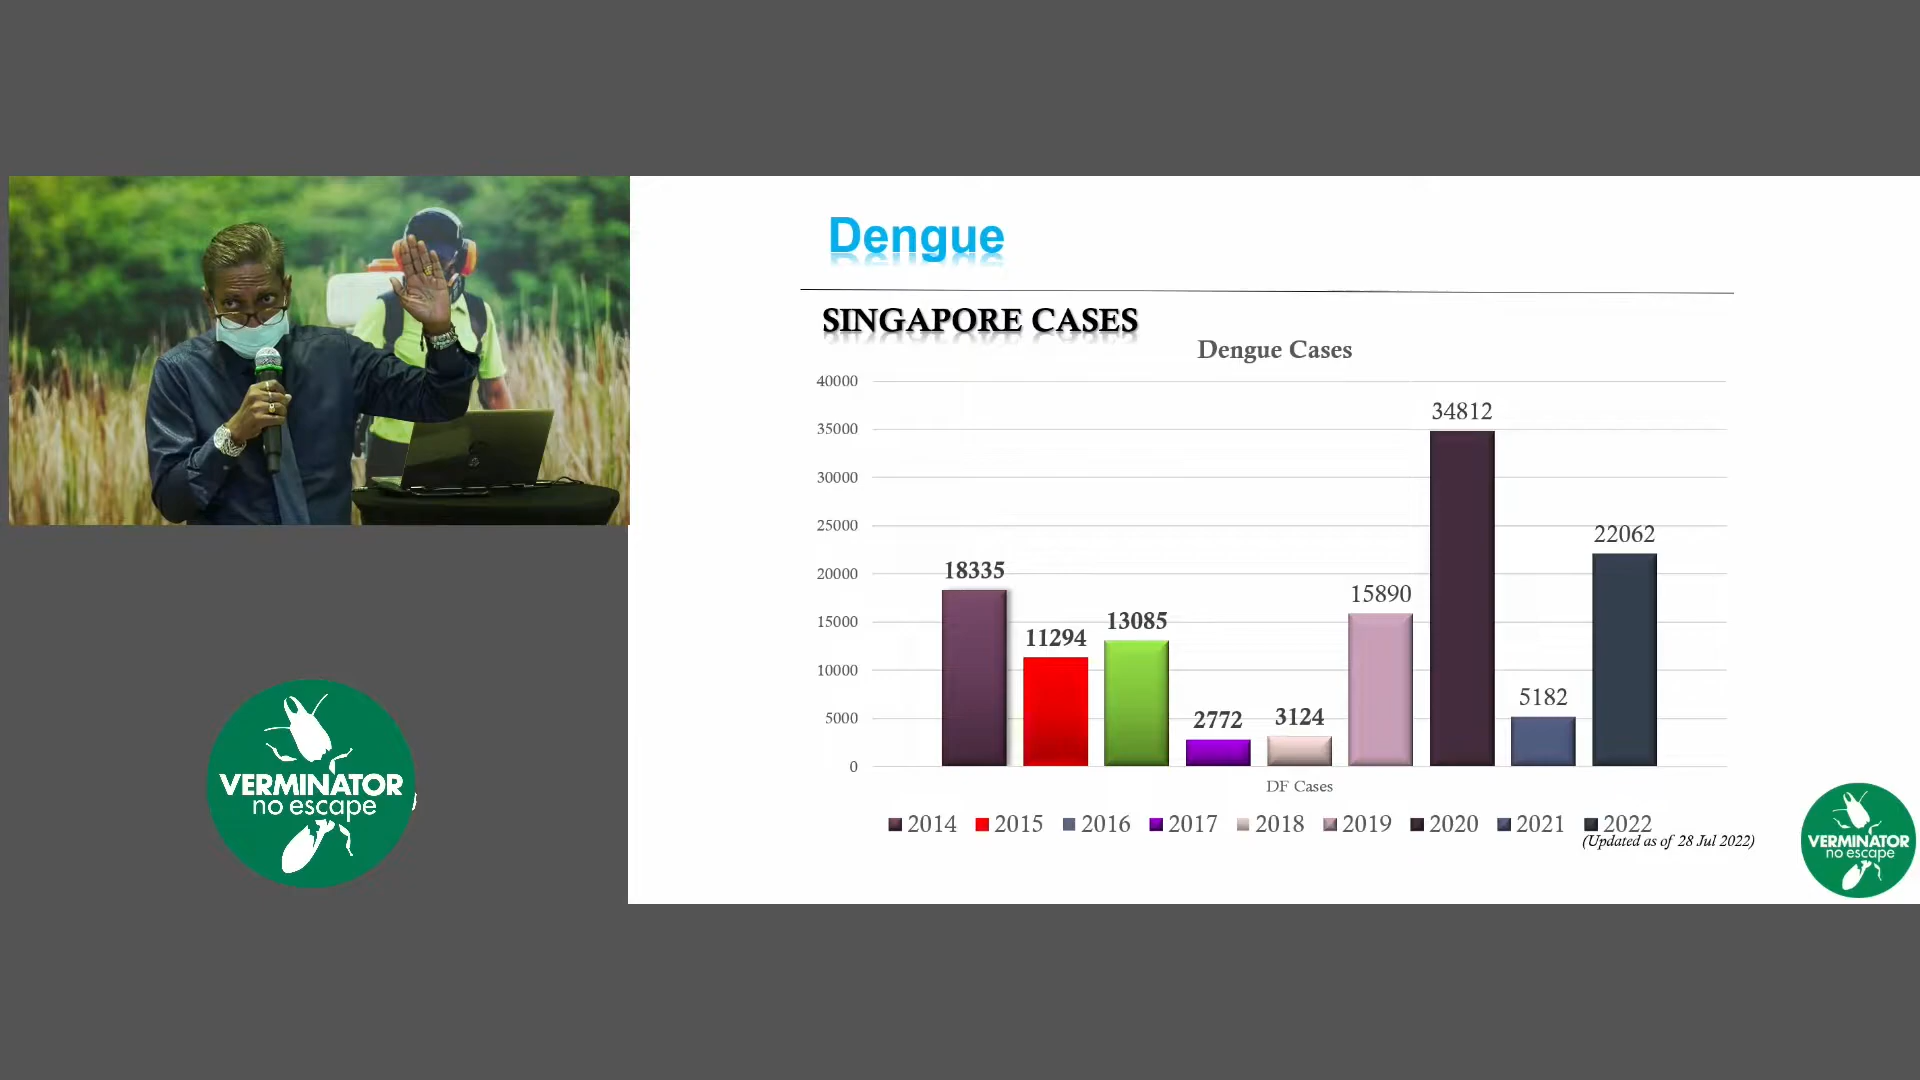 Dengue
SINGAPORE CASES
Dengue Cases
40000
35000
30000
25000
20000
15000
10000
5000
0
18335
11294
13085
2772
3124
15890
34812
5182
22062
DF Cases
2014 2015 2016 2017 2018 2019 2020 2021 2022
(Updated as of 28 Jul 2022)
VERMINATOR
no escape
VERMINATOR
no escape